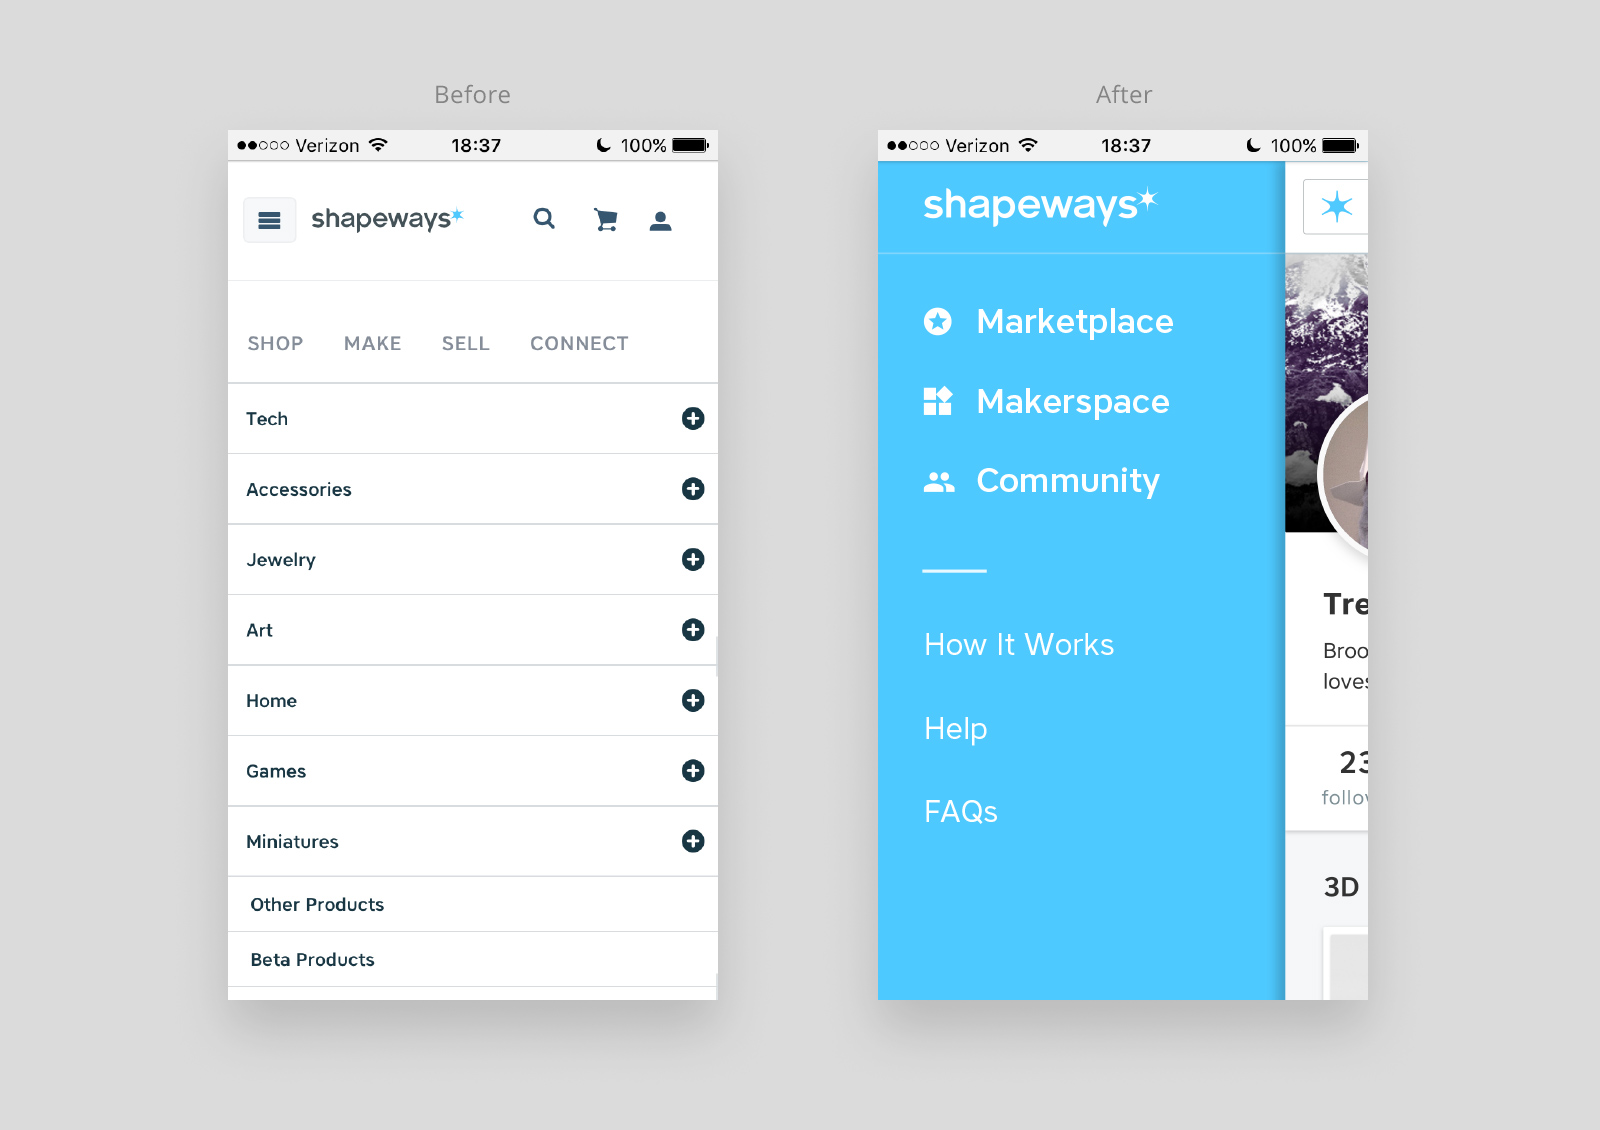 Before
Verizon 18:37 100%
shapeways
SHOP MAKE SELL CONNECT
Tech
Accessories
Jewelry
Art
Home
Games
Miniatures
Other Products
Beta Products
After
Verizon 18:37 100%
shapeways
Marketplace
Makerspace
Community
How It Works
Help
FAQs
Tre
Broo
loves
23
follow
3D